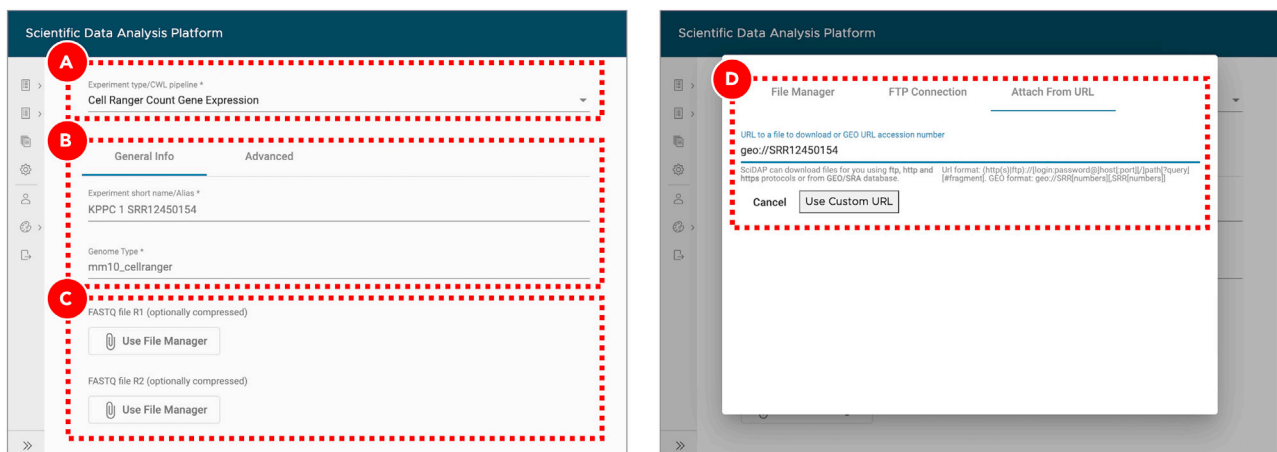 Scientific Data Analysis Platform
A
Experiment type/CWL pipeline *
Cell Ranger Count Gene Expression
B
General Info Advanced
Experiment short name/Alias *
KPPC 1 SRR12450154
Genome Type *
mm10_cellranger
C
FASTQ file R1 (optionally compressed)
Use File Manager
FASTQ file R2 (optionally compressed)
Use File Manager
Scientific Data Analysis Platform
D
File Manager FTP Connection Attach From URL
URL to a file to download or GEO URL accession number
geo://SRR12450154
SciDAP can download files for you using ftp, http and
https protocols or from GEO/SRA database.
Url format: (http(s)|ftp)://[login:password@]host[:port][/]path[?query]
[#fragment]. GEO format: geo://SRR[numbers][,SRR[numbers]]
Cancel Use Custom URL